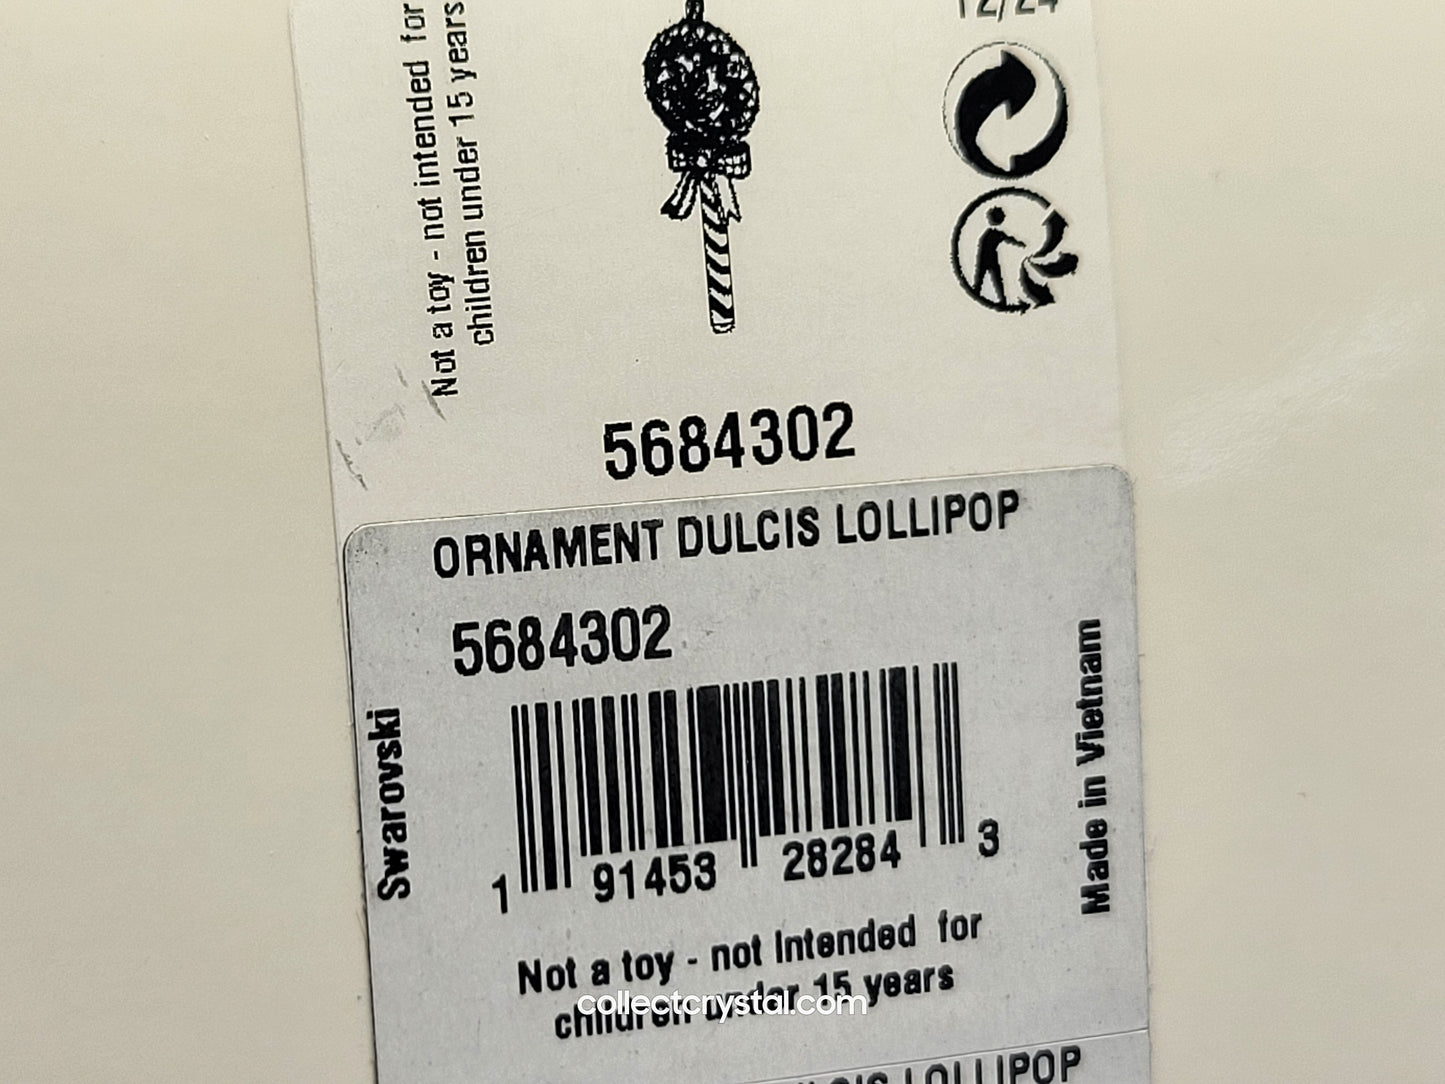 12/24
Not a toy - not intended for
children under 15 years
5684302
ORNAMENT DULCIS LOLLIPOP
5684302
Swarovski
Made in Vietnam
1 91453 28284 3
Not a toy - not Intended for
children under 15 years
collectcrystal.com
LOLLIPOP